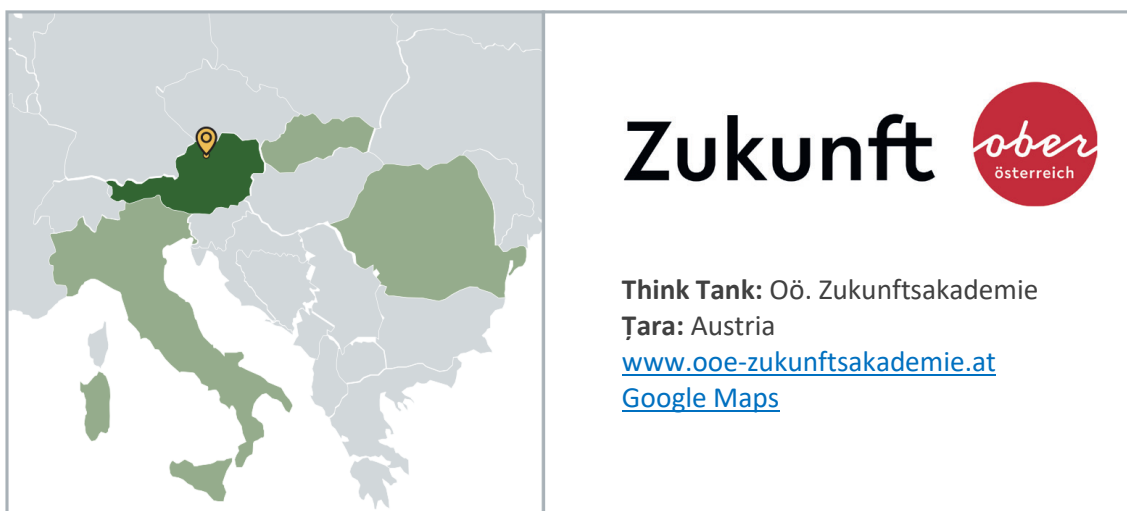 Zukunft
ober
österreich
Think Tank: Oö. Zukunftsakademie
Țara: Austria
www.ooe-zukunftsakademie.at
Google Maps